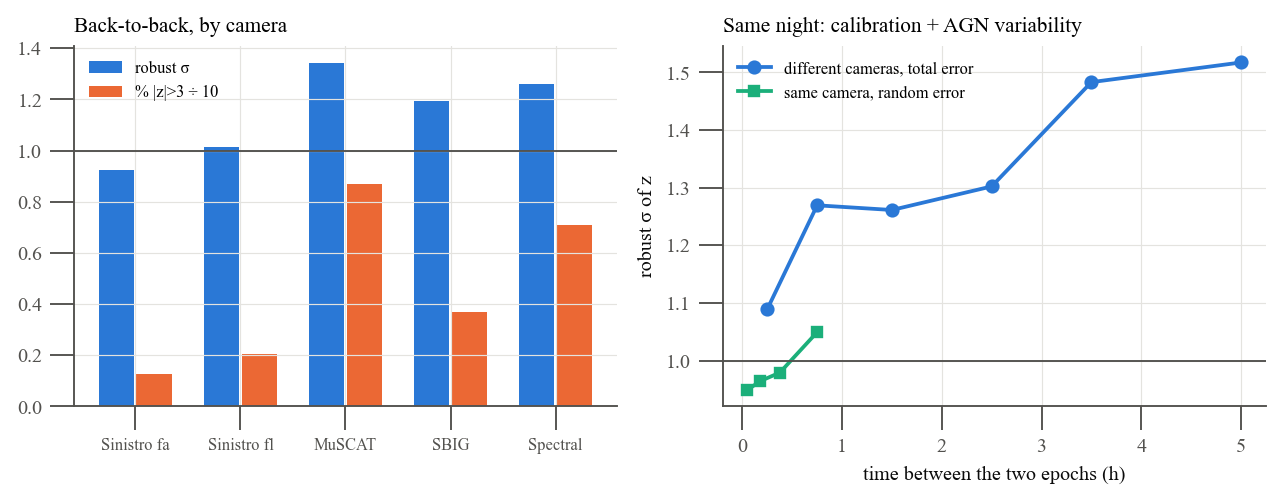 Back-to-back, by camera
1.4
1.2
1.0
0.8
0.6
0.4
0.2
0.0
robust σ
% |z|>3 ÷ 10
Sinistro fa
Sinistro fl
MuSCAT
SBIG
Spectral
Same night: calibration + AGN variability
robust σ of z
1.5
1.4
1.3
1.2
1.1
1.0
different cameras, total error
same camera, random error
0
1
2
3
4
5
time between the two epochs (h)